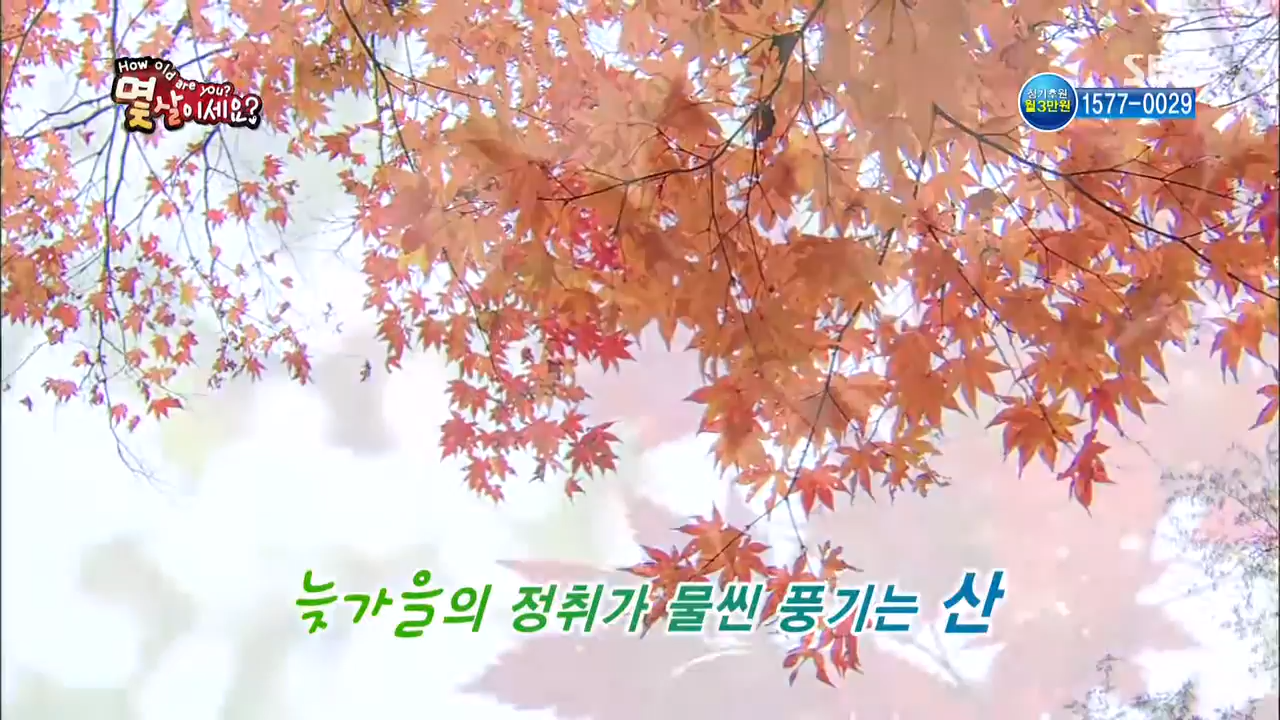 How old are you?
몇 살이세요?
정기후원
월3만원
1577-0029
늦가을의 정취가 물씬 풍기는 산